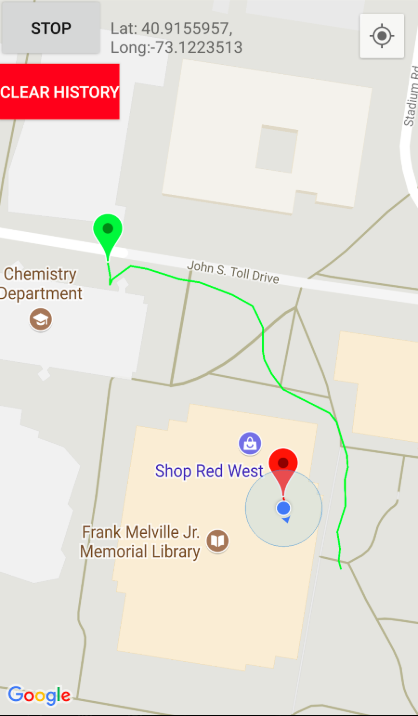 STOP
Lat: 40.9155957,
Long:-73.1223513
CLEAR HISTORY
Stadium Rd
John S. Toll Drive
Chemistry
Department
Shop Red West
Frank Melville Jr.
Memorial Library
Google